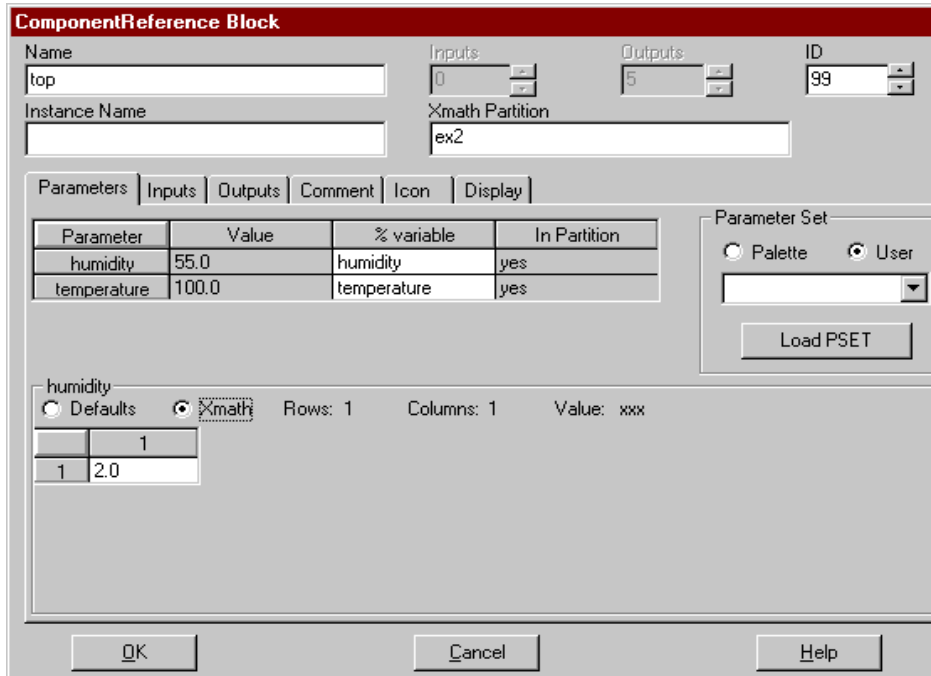 ComponentReference Block
Name Inputs Outputs ID
top 0 5 99
Instance Name Xmath Partition
ex2
Parameters Inputs Outputs Comment Icon Display
Parameter Value % variable In Partition
humidity 55.0 humidity yes
temperature 100.0 temperature yes
Parameter Set
Palette User
Load PSET
humidity
Defaults Xmath Rows: 1 Columns: 1 Value: xxx
1
1 2.0
OK Cancel Help